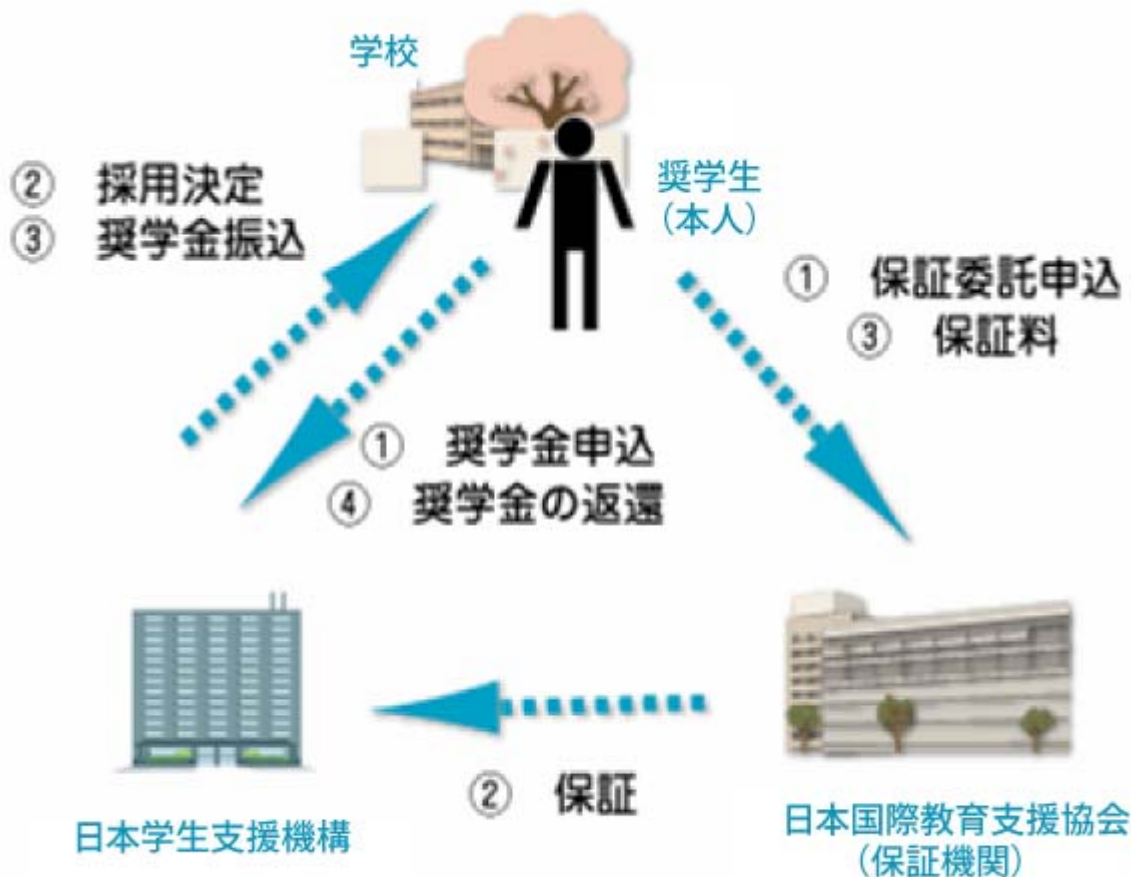 学校
奨学生
(本人)
② 採用決定
③ 奨学金振込
① 保証委託申込
③ 保証料
① 奨学金申込
④ 奨学金の返還
② 保証
日本学生支援機構
日本国際教育支援協会
(保証機関)